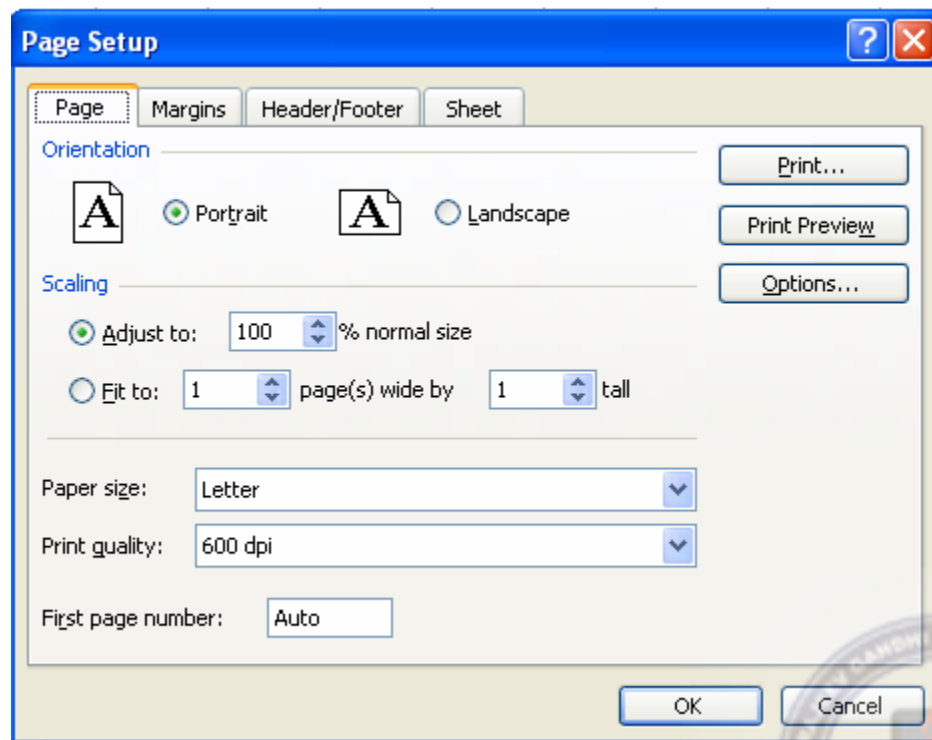 Page Setup
Page Margins Header/Footer Sheet
Orientation
Print...
A Portrait A Landscape
Print Preview
Scaling
Options...
Adjust to: 100 % normal size
Fit to: 1 page(s) wide by 1 tall
Paper size: Letter
Print quality: 600 dpi
First page number: Auto
GANDHI
OK Cancel